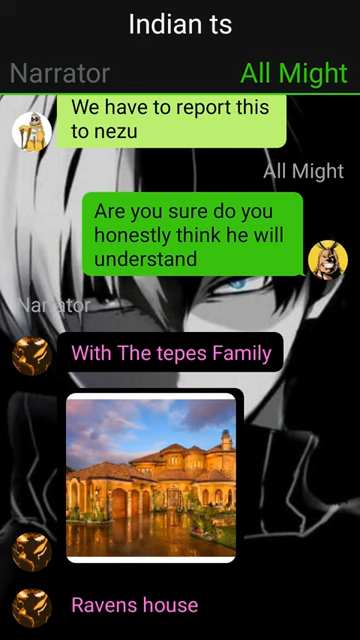 Indian ts
Narrator
All Might
We have to report this
to nezu
All Might
Are you sure do you
honestly think he will
understand
Narrator
With The tepes Family
Ravens house